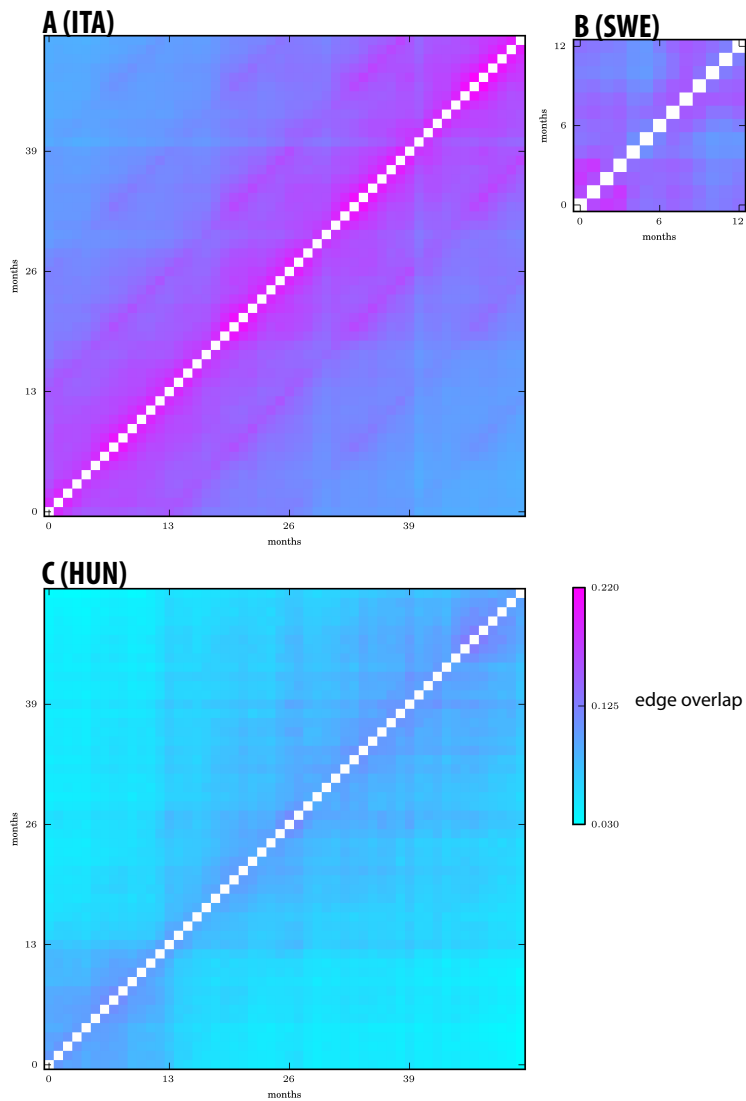 A (ITA)
39
26
13
0
months
0 13 26 39
months
B (SWE)
12
6
0
months
0 6 12
months
C (HUN)
39
26
13
0
months
0 13 26 39
months
0.220
0.125
0.030
edge overlap